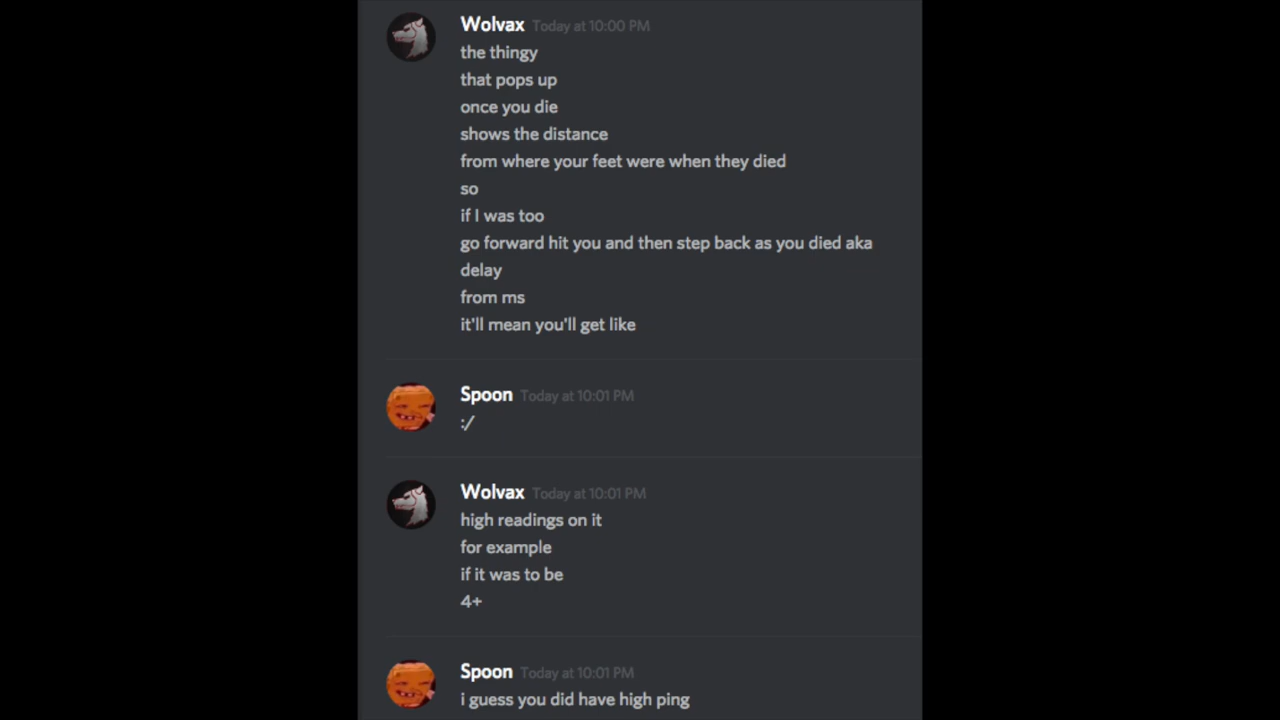 Wolvax Today at 10:00 PM
the thingy
that pops up
once you die
shows the distance
from where your feet were when they died
so
if I was too
go forward hit you and then step back as you died aka
delay
from ms
it'll mean you'll get like
Spoon Today at 10:01 PM
:/
Wolvax Today at 10:01 PM
high readings on it
for example
if it was to be
4+
Spoon Today at 10:01 PM
i guess you did have high ping